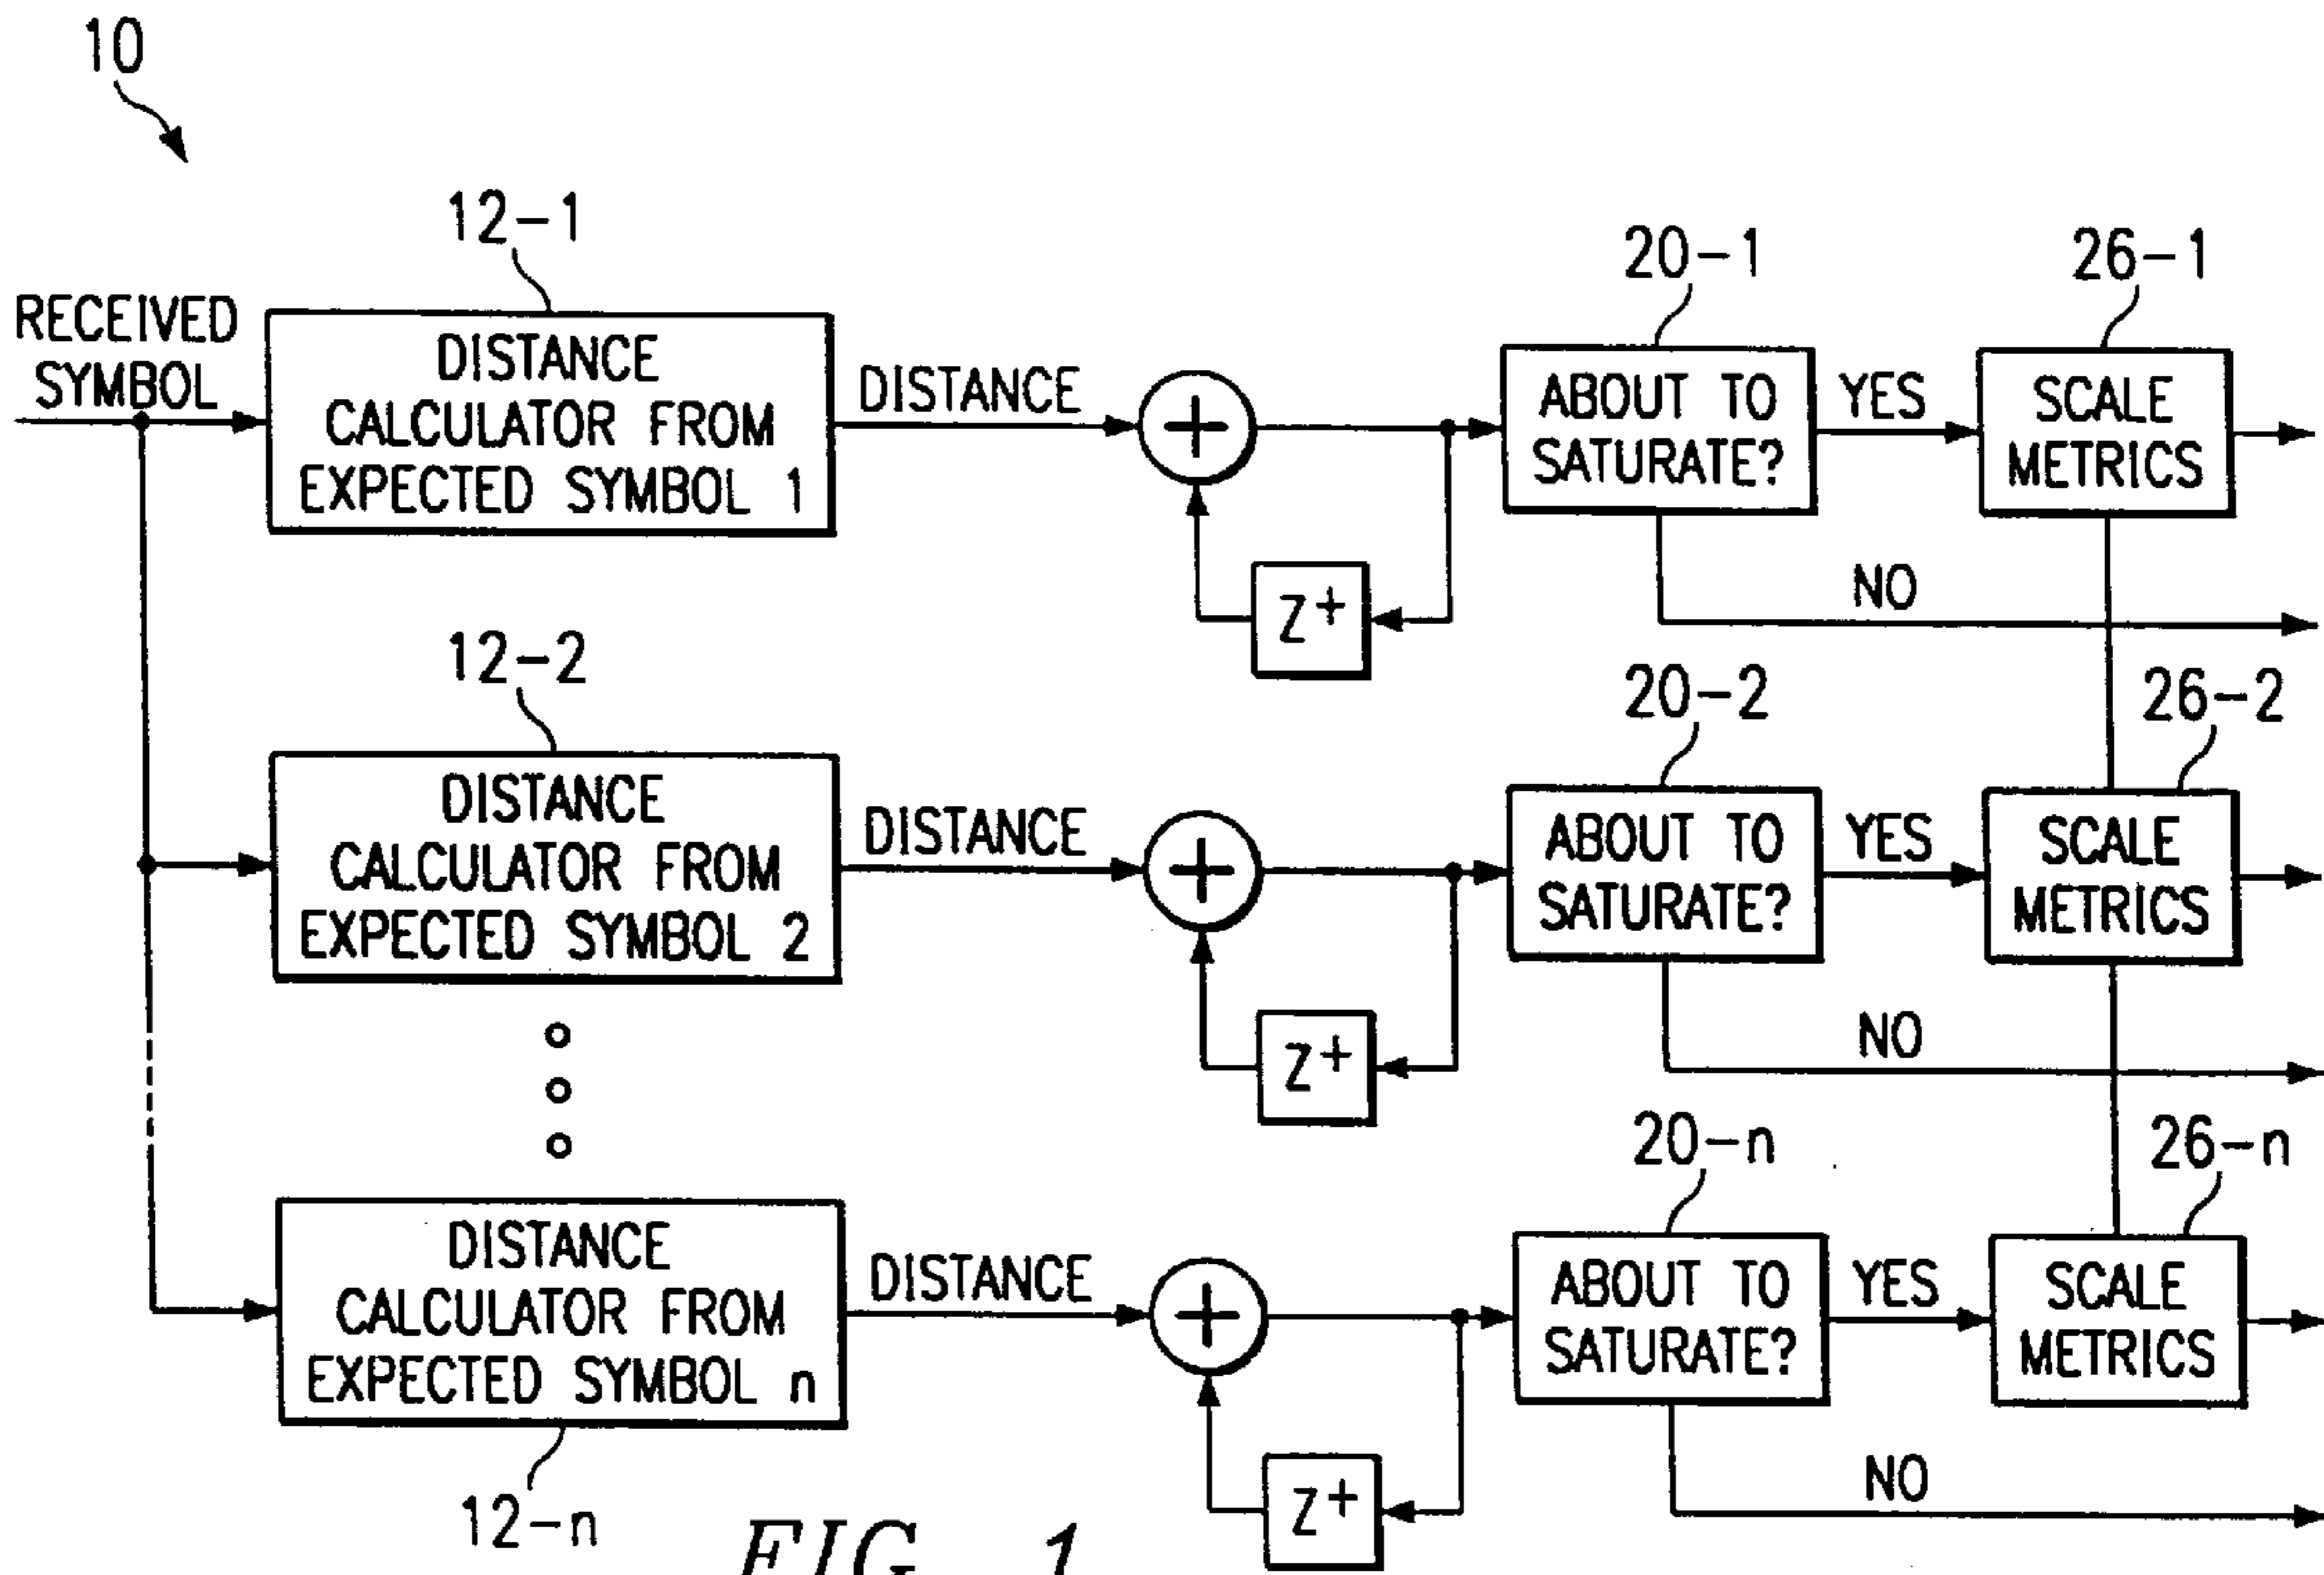 10
12-1
20-1
26-1
RECEIVED
SYMBOL
DISTANCE
CALCULATOR FROM
EXPECTED SYMBOL 1
DISTANCE
+
ABOUT TO
SATURATE?
YES
SCALE
METRICS
Z+
NO
12-2
20-2
26-2
DISTANCE
CALCULATOR FROM
EXPECTED SYMBOL 2
DISTANCE
+
ABOUT TO
SATURATE?
YES
SCALE
METRICS
Z+
NO
20-n
26-n
DISTANCE
CALCULATOR FROM
EXPECTED SYMBOL n
DISTANCE
+
ABOUT TO
SATURATE?
YES
SCALE
METRICS
Z+
NO
12-n
FIG. 1